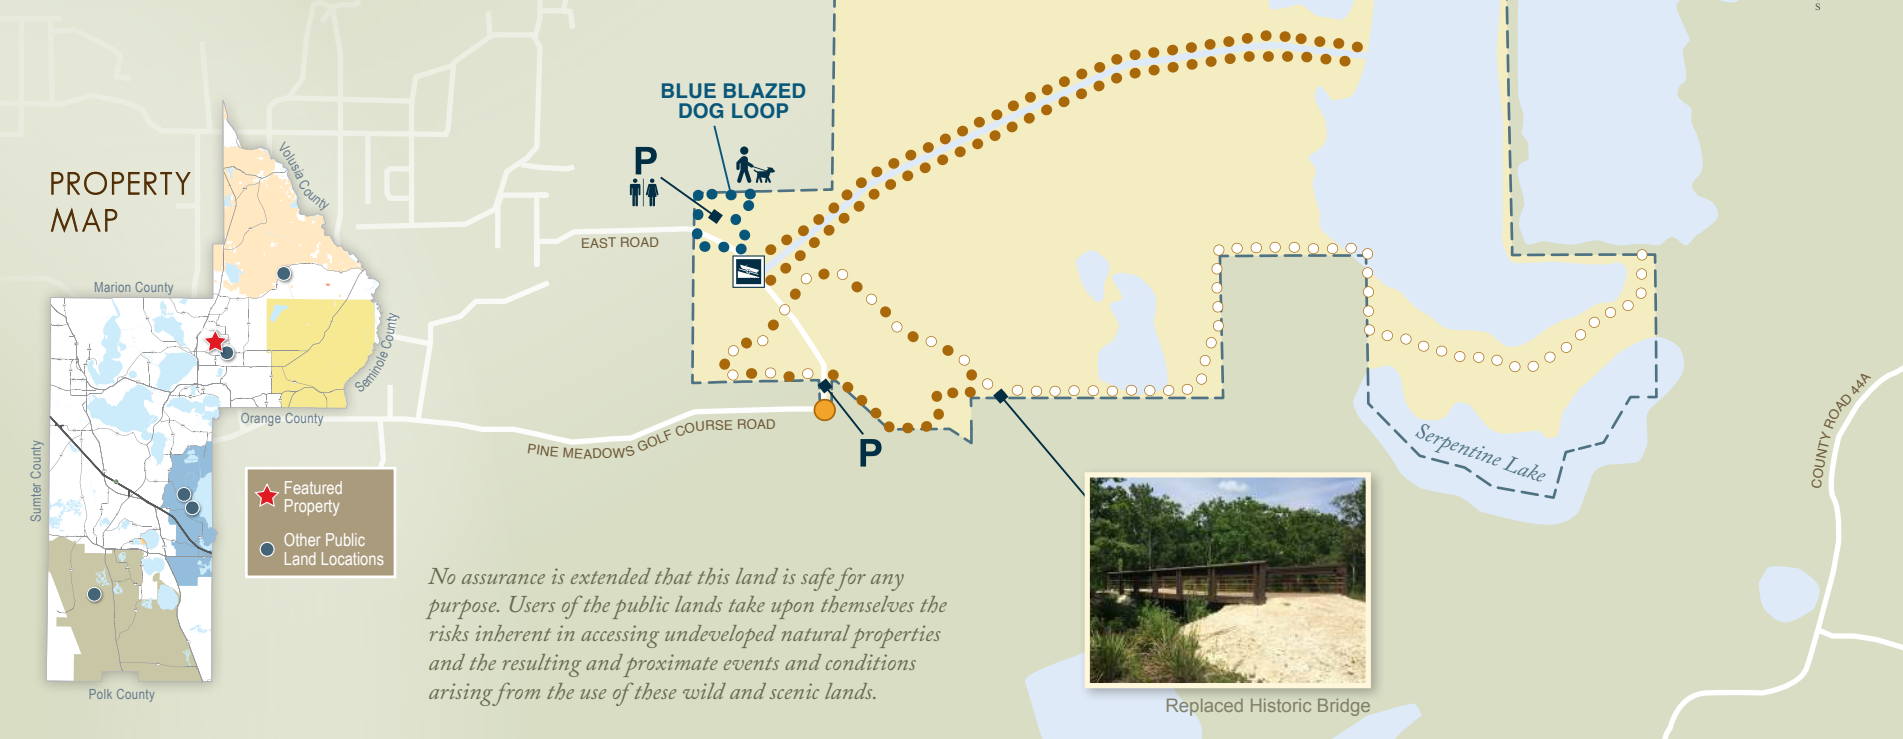 s
BLUE BLAZED
DOG LOOP
P
PROPERTY
MAP
Volusia County
EAST ROAD
Marion County
Seminole County
Orange County
PINE MEADOWS GOLF COURSE ROAD
P
Serpentine Lake
COUNTY ROAD 44A
Sumter County
Featured
Property
Other Public
Land Locations
No assurance is extended that this land is safe for any
purpose. Users of the public lands take upon themselves the
risks inherent in accessing undeveloped natural properties
and the resulting and proximate events and conditions
arising from the use of these wild and scenic lands.
Polk County
Replaced Historic Bridge